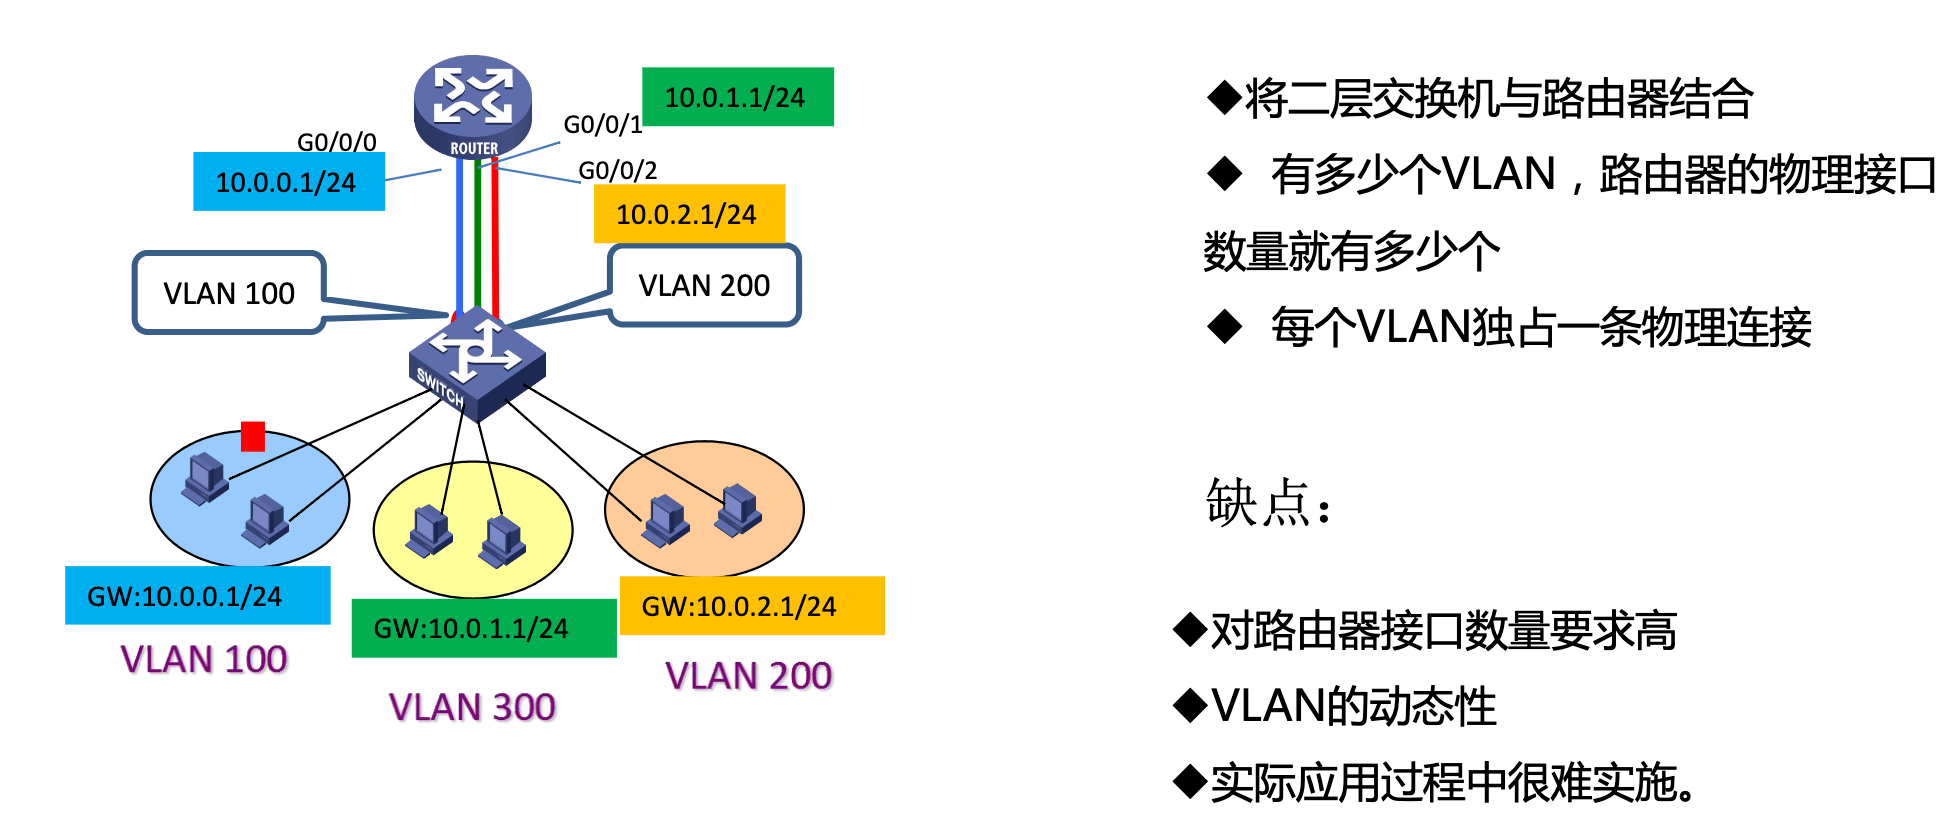 10.0.1.1/24
G0/0/1
G0/0/0
ROUTER
10.0.0.1/24
G0/0/2
10.0.2.1/24
VLAN 100
VLAN 200
SWITCH
GW:10.0.0.1/24
GW:10.0.1.1/24
GW:10.0.2.1/24
VLAN 100
VLAN 300
VLAN 200
◆将二层交换机与路由器结合
◆ 有多少个VLAN，路由器的物理接口
数量就有多少个
◆ 每个VLAN独占一条物理连接
缺点：
◆对路由器接口数量要求高
◆VLAN的动态性
◆实际应用过程中很难实施。